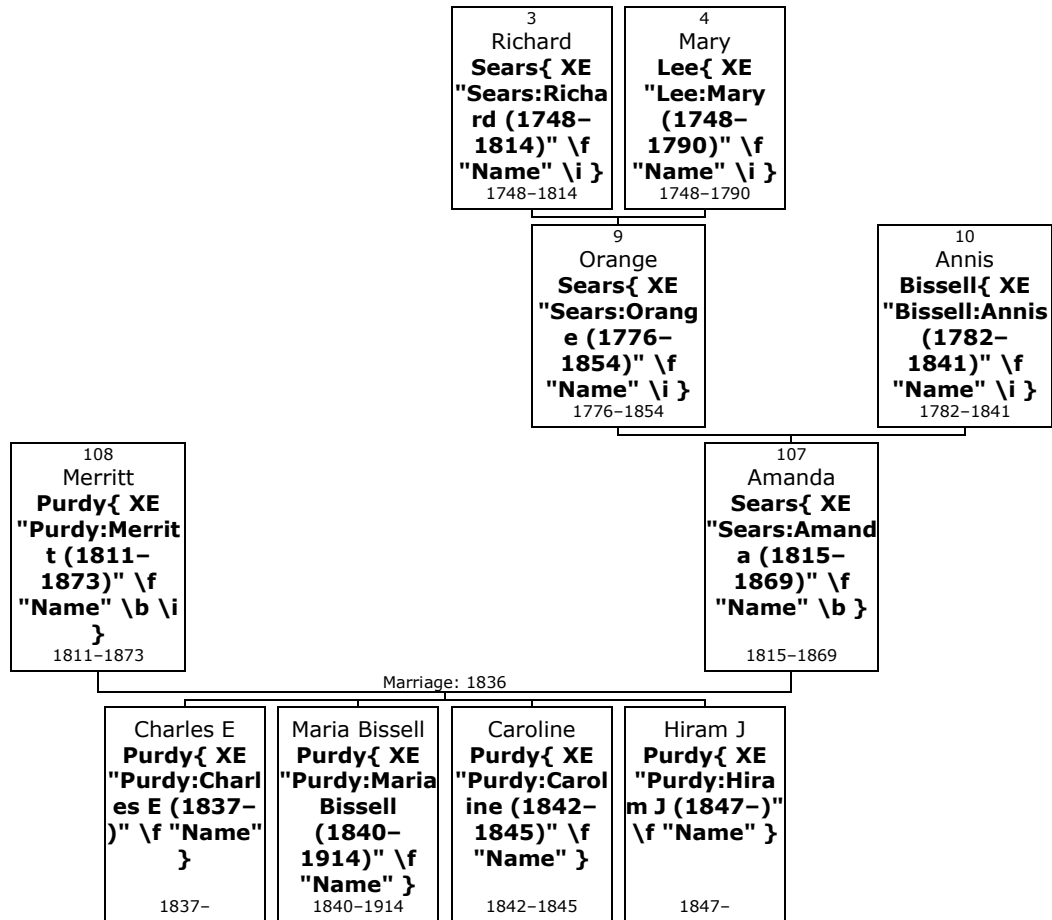 3
Richard
Sears{ XE
"Sears:Richa
rd (1748–
1814)" \f
"Name" \i }
1748–1814
4
Mary
Lee{ XE
"Lee:Mary
(1748–
1790)" \f
"Name" \i }
1748–1790
9
Orange
Sears{ XE
"Sears:Orang
e (1776–
1854)" \f
"Name" \i }
1776–1854
10
Annis
Bissell{ XE
"Bissell:Annis
(1782–
1841)" \f
"Name" \i }
1782–1841
108
Merritt
Purdy{ XE
"Purdy:Merrit
t (1811–
1873)" \f
"Name" \b \i
}
1811–1873
107
Amanda
Sears{ XE
"Sears:Amand
a (1815–
1869)" \f
"Name" \b }
1815–1869
Marriage: 1836
Charles E
Purdy{ XE
"Purdy:Charl
es E (1837–
)" \f "Name"
}
1837–
Maria Bissell
Purdy{ XE
"Purdy:Maria
Bissell
(1840–
1914)" \f
"Name" }
1840–1914
Caroline
Purdy{ XE
"Purdy:Carol
ine (1842–
1845)" \f
"Name" }
1842–1845
Hiram J
Purdy{ XE
"Purdy:Hira
m J (1847–)"
\f "Name" }
1847–